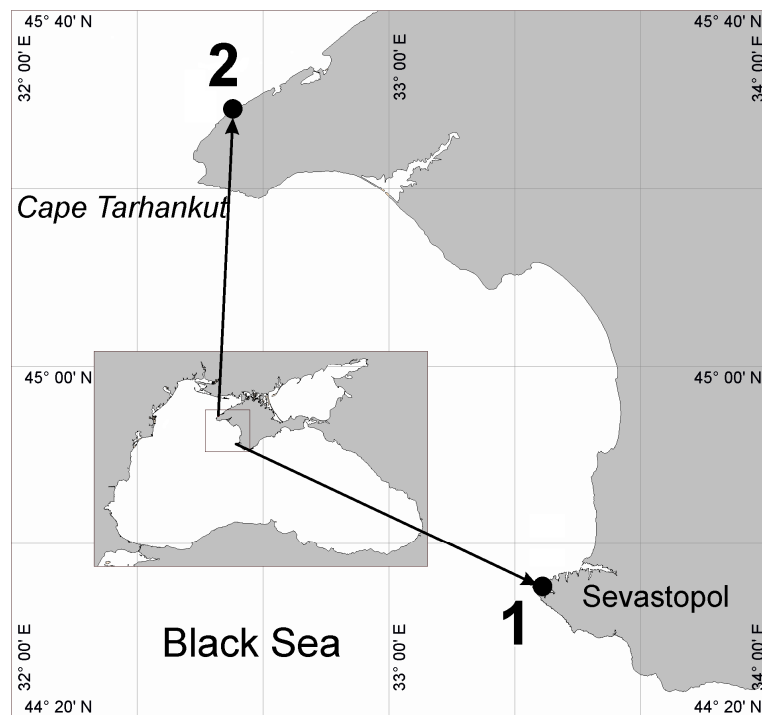 45° 40' N
45° 40' N
32° 00' E
33° 00' E
34° 00' E
2
Cape Tarhankut
45° 00' N
45° 00' N
Sevastopol
1
Black Sea
32° 00' E
33° 00' E
34° 00' E
44° 20' N
44° 20' N